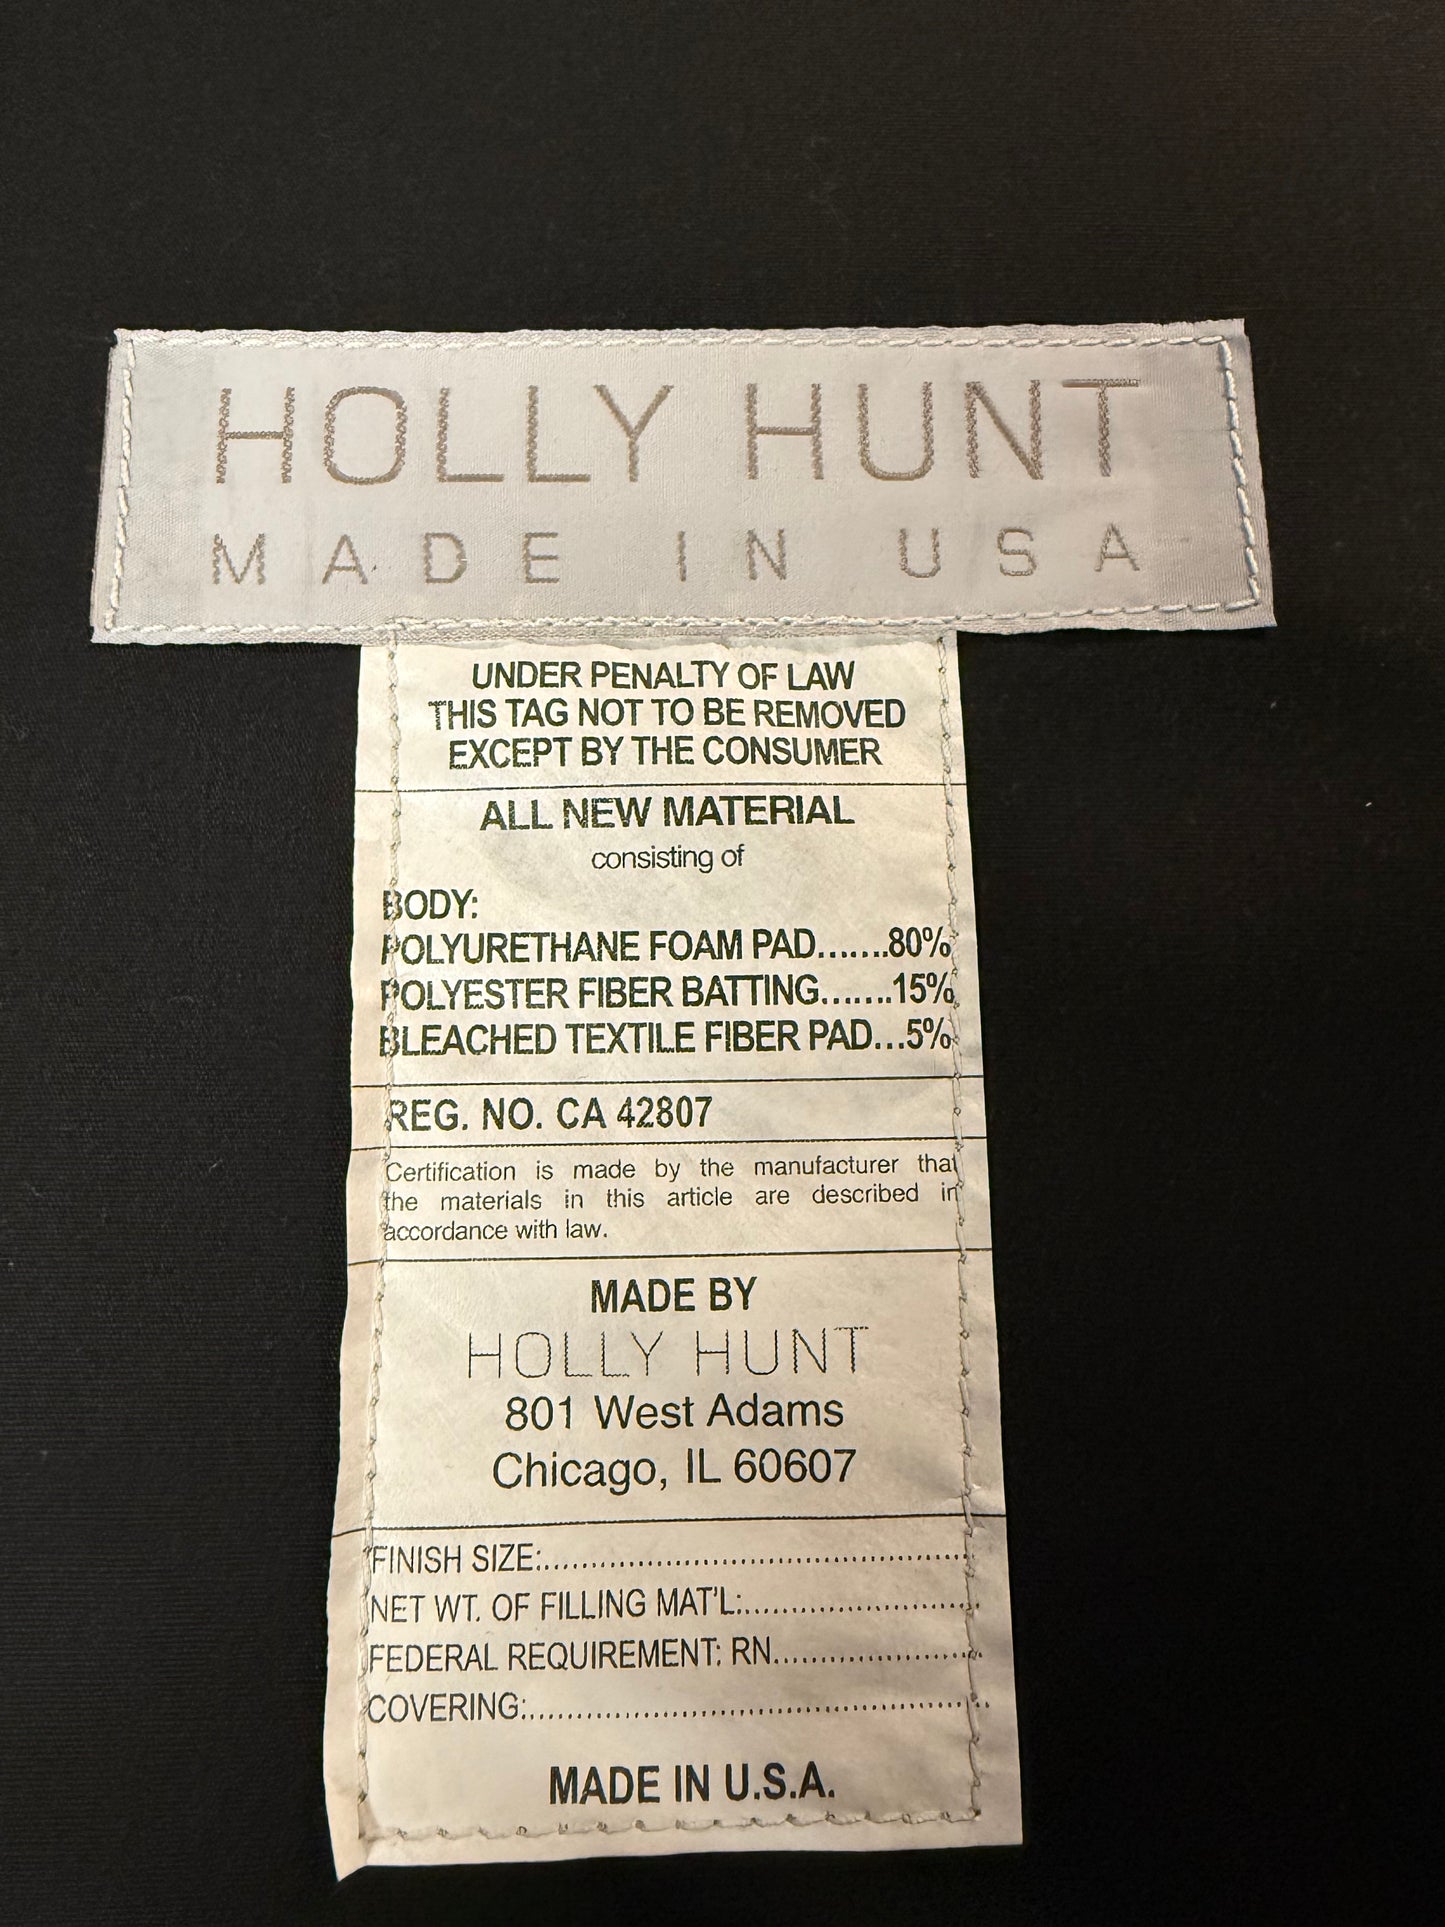 HOLLY HUNT
MADE IN USA
UNDER PENALTY OF LAW
THIS TAG NOT TO BE REMOVED
EXCEPT BY THE CONSUMER
ALL NEW MATERIAL
consisting of
BODY:
POLYURETHANE FOAM PAD.......80%
POLYESTER FIBER BATTING.......15%
BLEACHED TEXTILE FIBER PAD...5%
REG. NO. CA 42807
Certification is made by the manufacturer that
the materials in this article are described in
accordance with law.
MADE BY
HOLLY HUNT
801 West Adams
Chicago, IL 60607
FINISH SIZE:..............................................
NET WT. OF FILLING MAT'L:..........................
FEDERAL REQUIREMENT: RN.......................
COVERING:..................................................
MADE IN U.S.A.